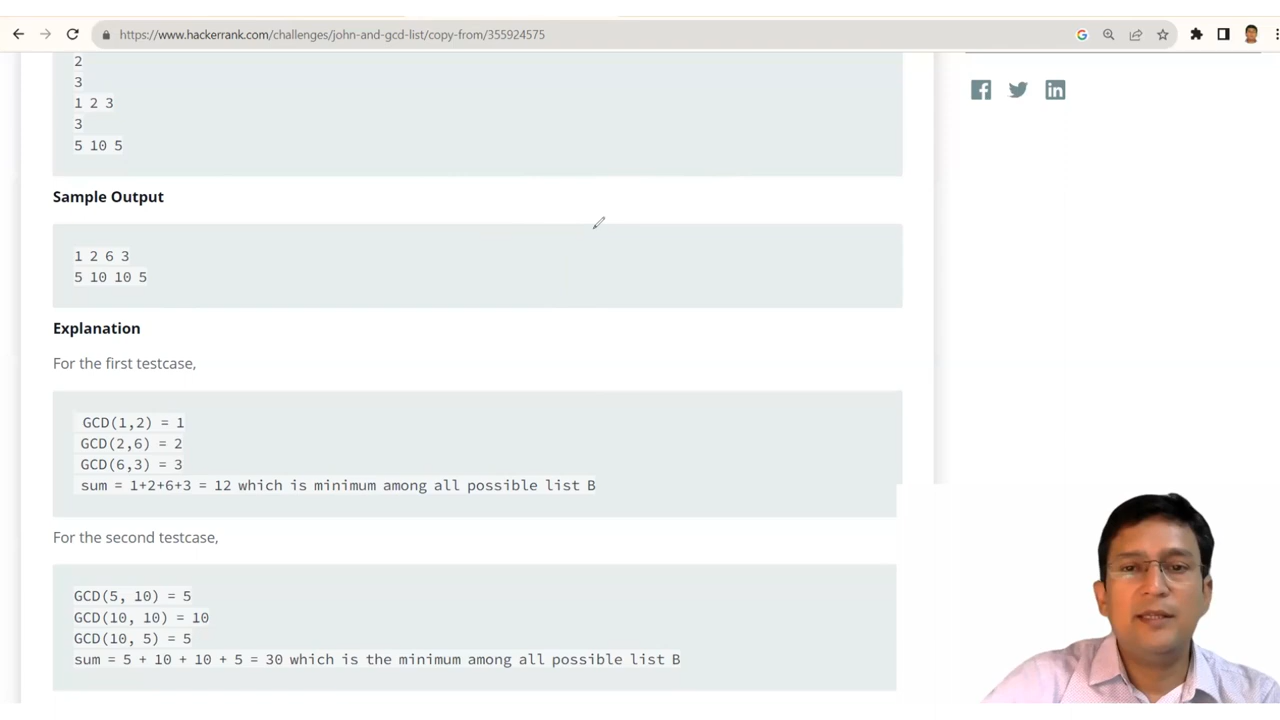 https://www.hackerrank.com/challenges/john-and-gcd-list/copy-from/355924575
2
3
1 2 3
3
5 10 5
Sample Output
1 2 6 3
5 10 10 5
Explanation
For the first testcase,
GCD(1,2) = 1
GCD(2,6) = 2
GCD(6,3) = 3
sum = 1+2+6+3 = 12 which is minimum among all possible list B
For the second testcase,
GCD(5, 10) = 5
GCD(10, 10) = 10
GCD(10, 5) = 5
sum = 5 + 10 + 10 + 5 = 30 which is the minimum among all possible list B